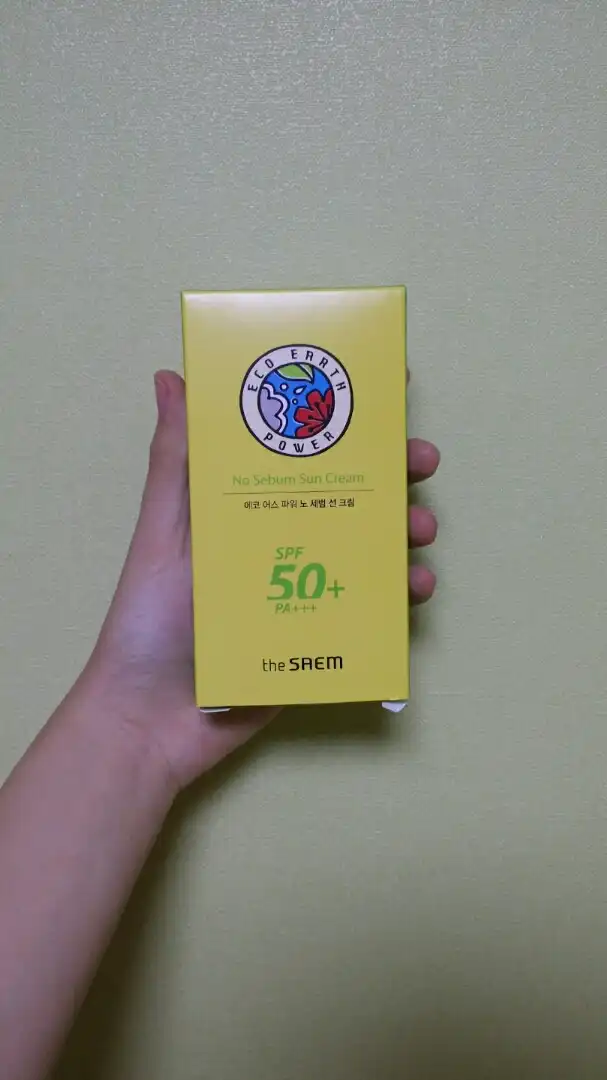 ECO EARTH
POWER
No Sebum Sun Cream
에코 어스 파워 노 세범 선 크림
SPF
50+
PA+++
the SAEM